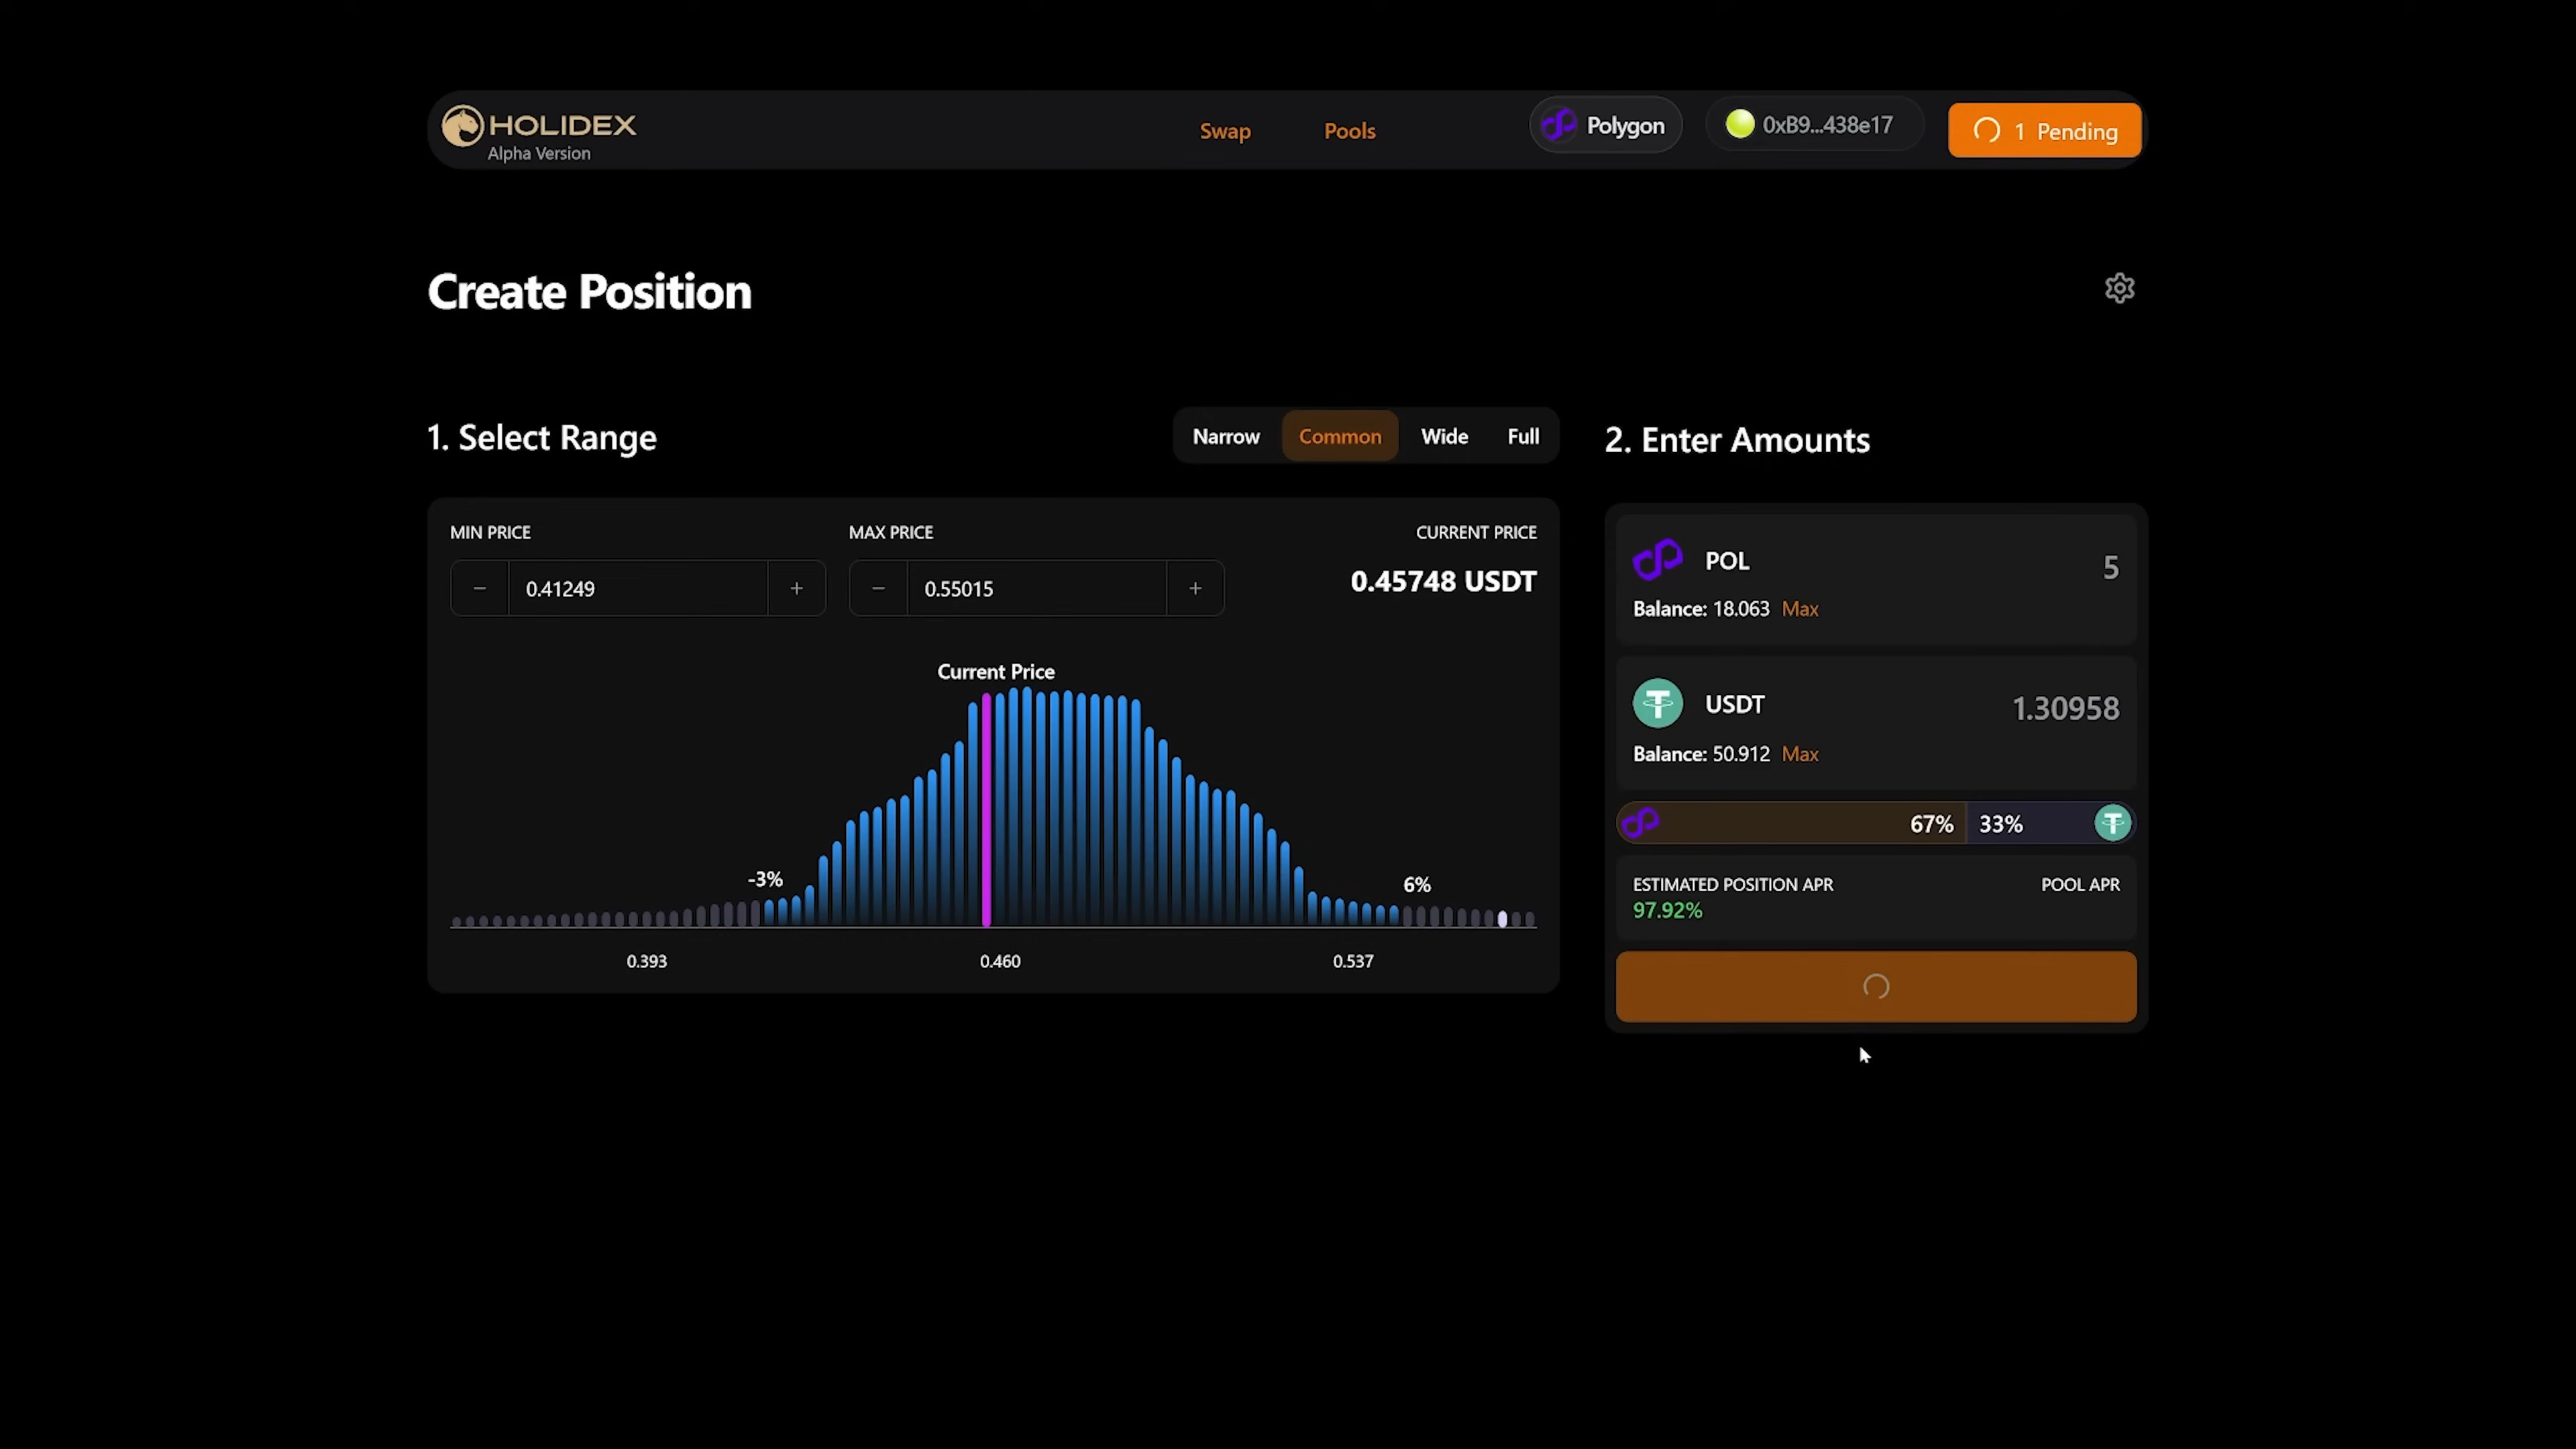 HOLIDEX
Alpha Version
Swap
Pools
Polygon
0xB9...438e17
1 Pending
Create Position
1. Select Range
Narrow
Common
Wide
Full
2. Enter Amounts
MIN PRICE
MAX PRICE
CURRENT PRICE
− 0.41249 +
− 0.55015 +
0.45748 USDT
Current Price
-3%
6%
0.393
0.460
0.537
POL
5
Balance: 18.063 Max
USDT
1.30958
Balance: 50.912 Max
67%
33%
ESTIMATED POSITION APR
POOL APR
97.92%